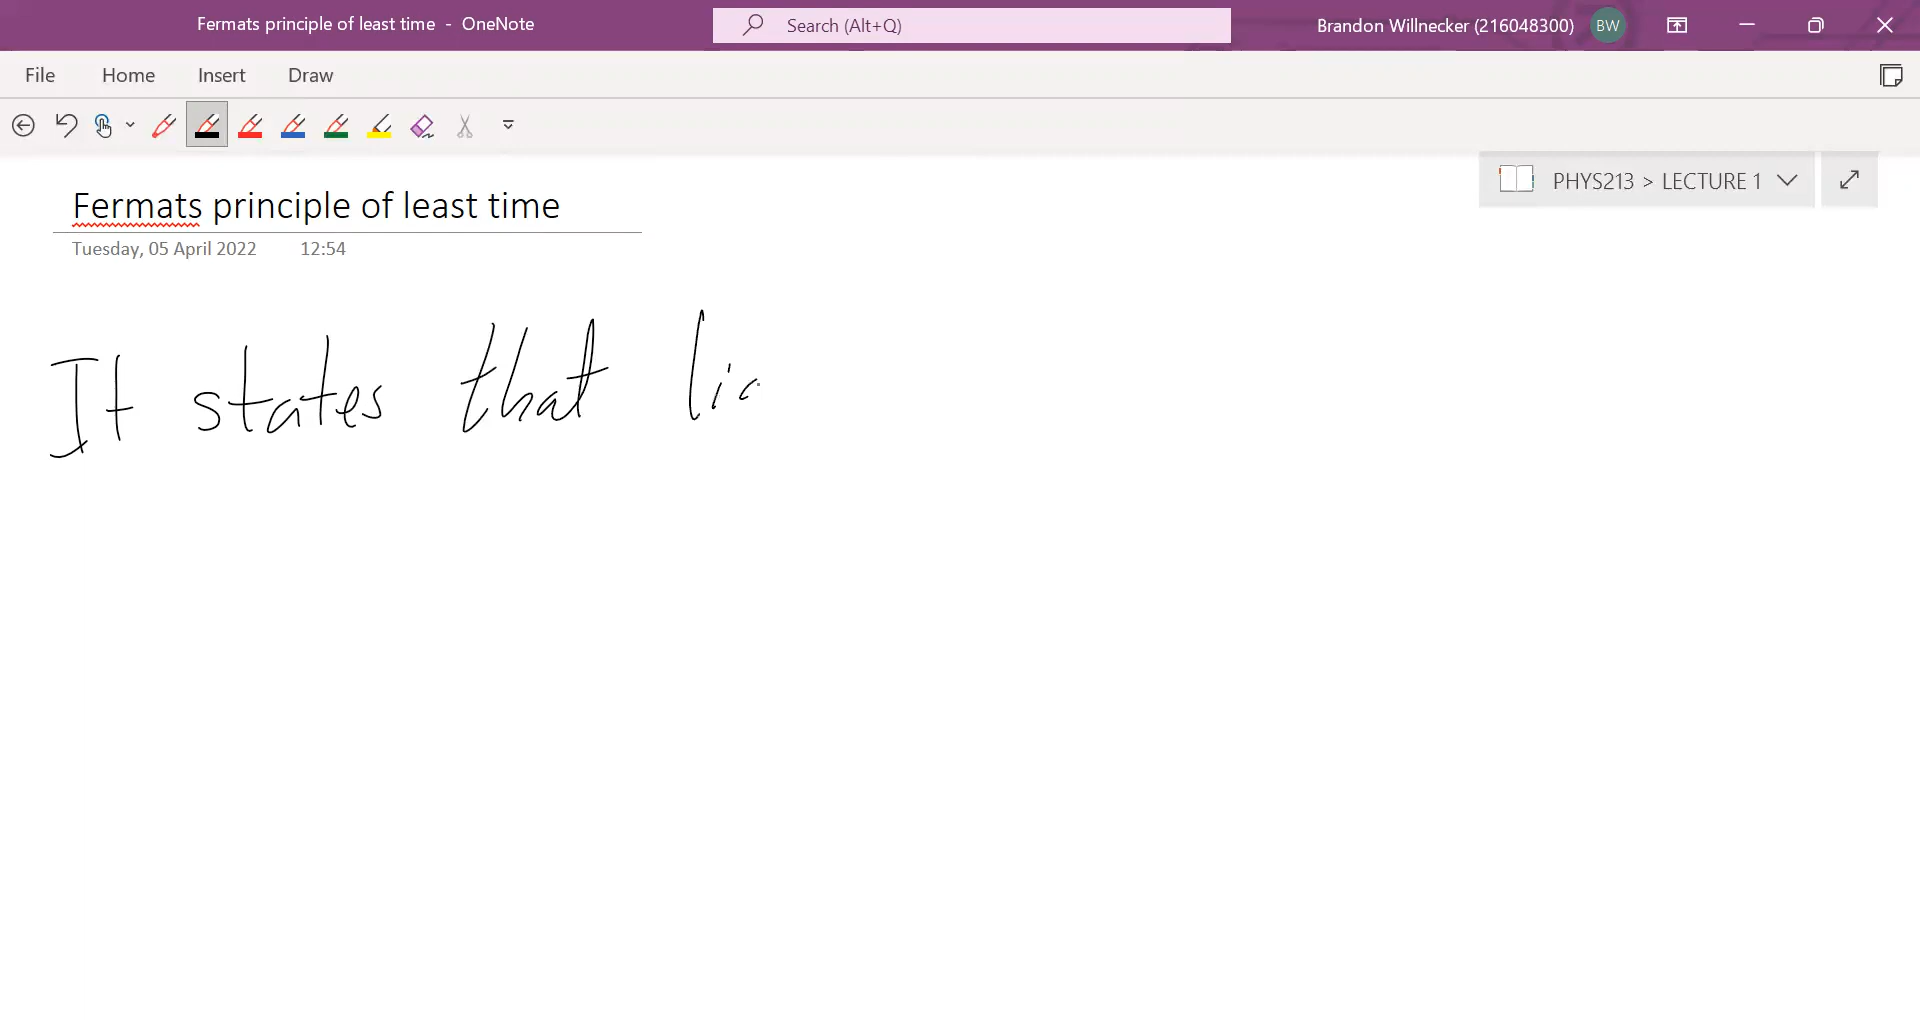 Fermats principle of least time - OneNote
Search (Alt+Q)
Brandon Willnecker (216048300)
BW
File Home Insert Draw
PHYS213 > LECTURE 1
Fermats principle of least time
Tuesday, 05 April 2022 12:54
It states that